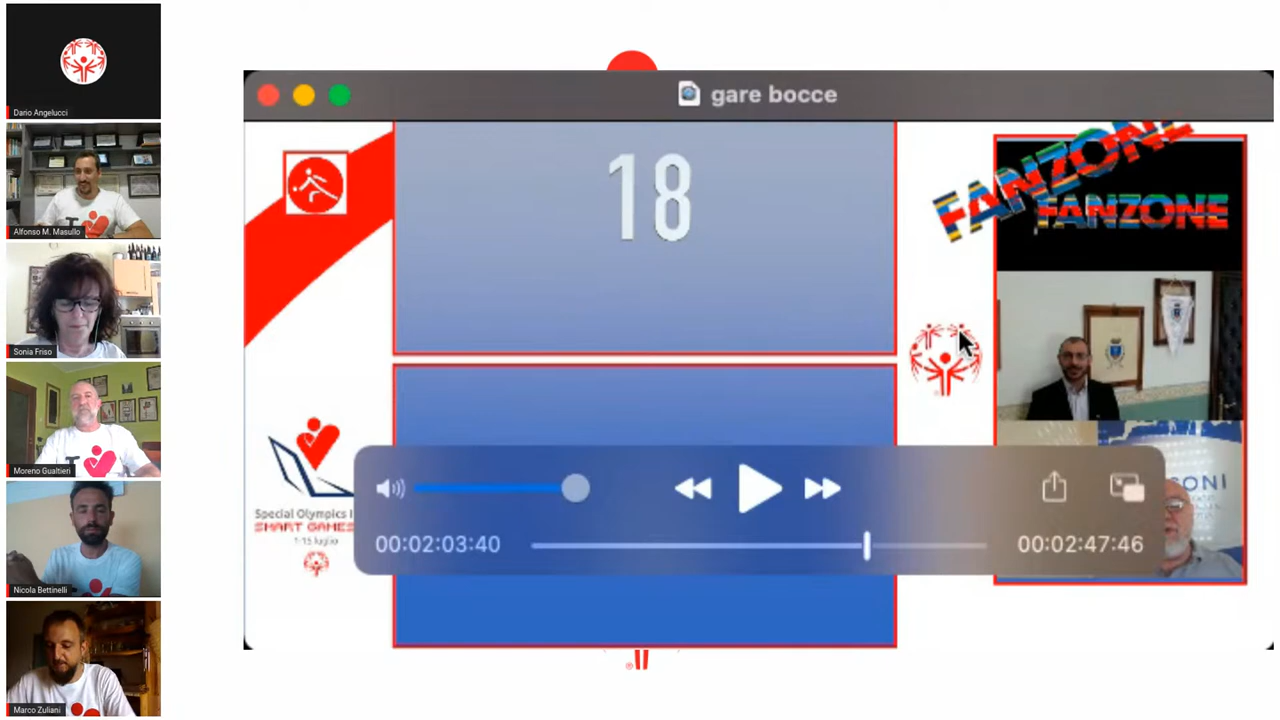 Dario Angelucci
Alfonso M. Masullo
Sonia Friso
Moreno Gualtieri
Nicola Bettinelli
Marco Zuliani
gare bocce
18
FANZONE
FANZONE
Special Olympics
SMART GAMES
1-15 luglio
00:02:03:40
00:02:47:46